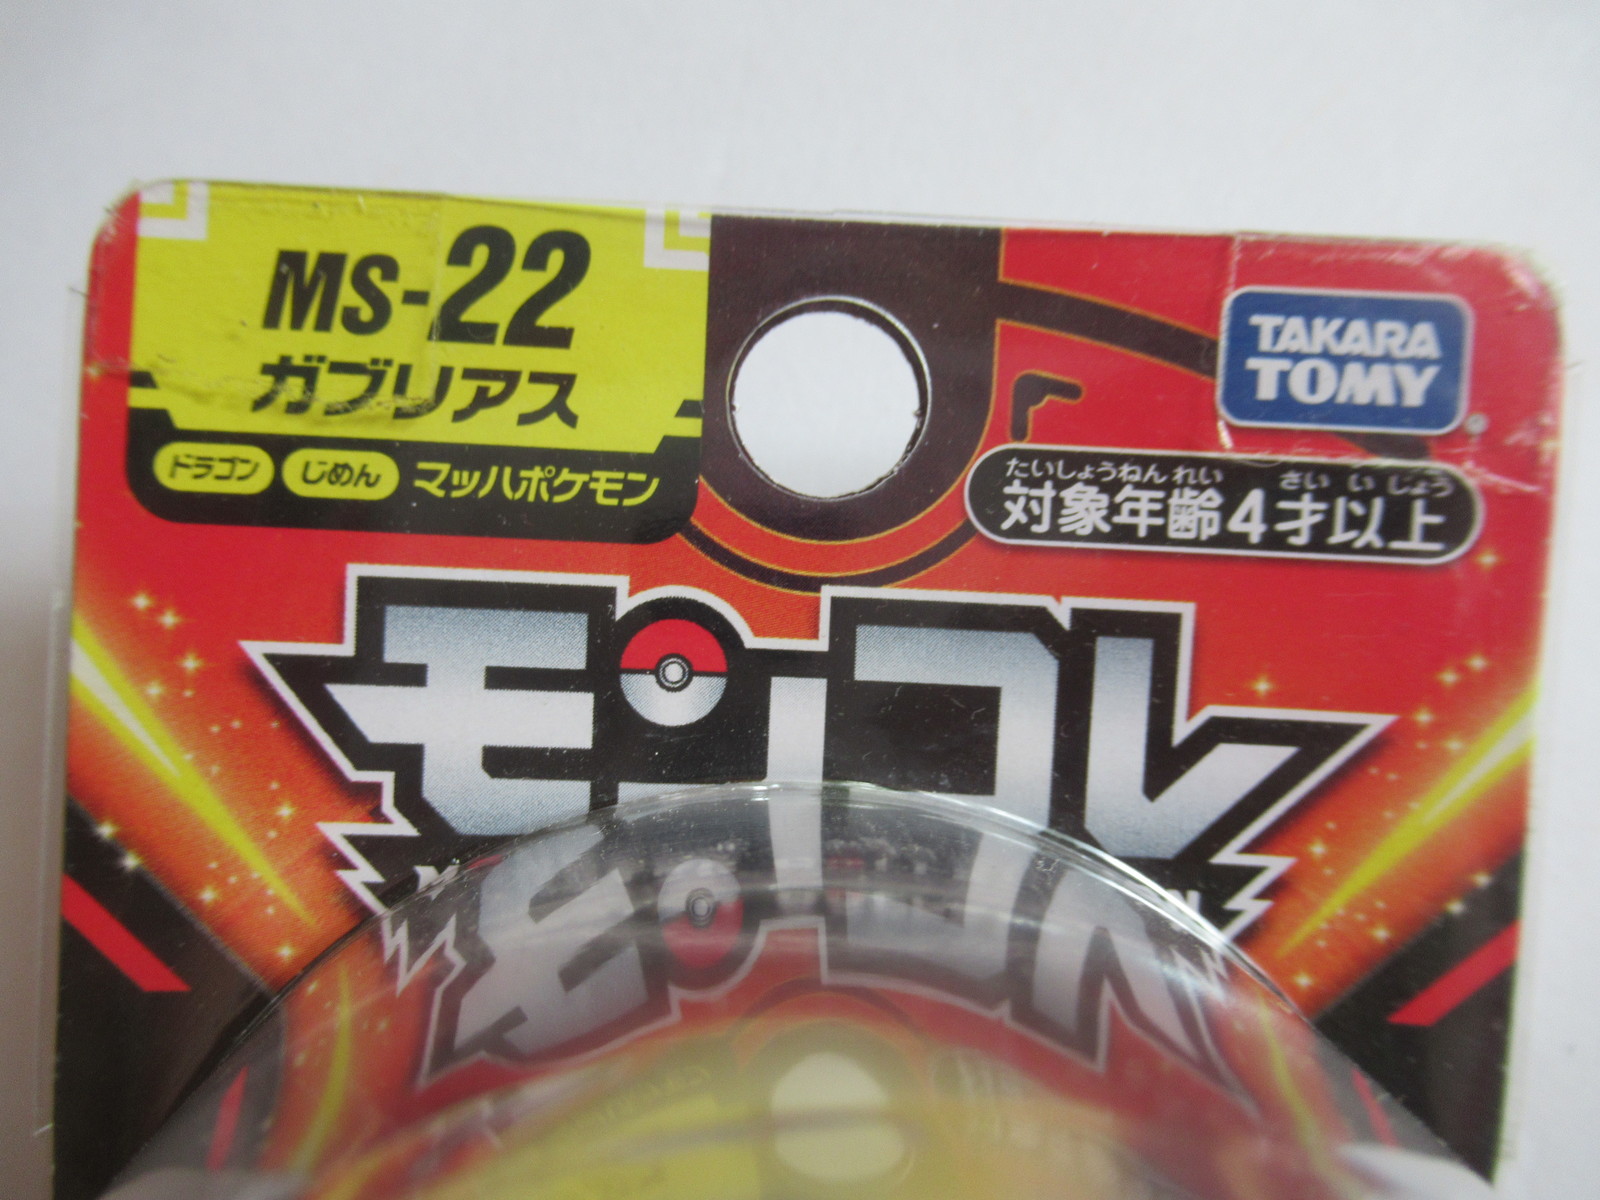 MS-22
ガブリアス
ドラゴン じめん マッハポケモン
TAKARA
TOMY
たいしょうねんれい さい い じょう
対象年齢4才以上
モンコレ